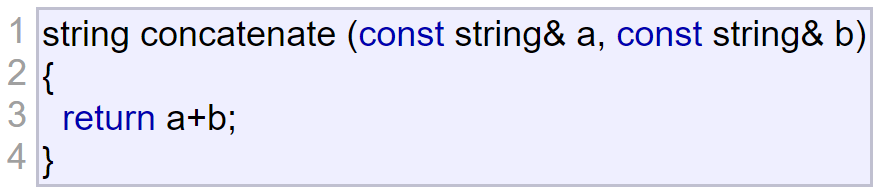 1 string concatenate (const string& a, const string& b)
2 {
3   return a+b;
4 }